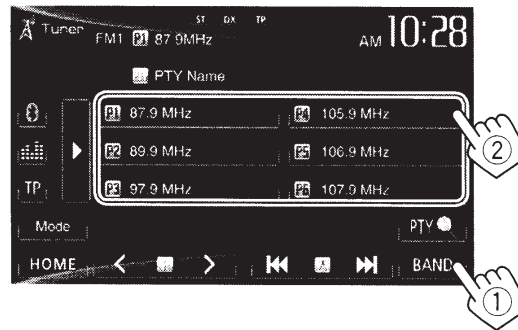 Tuner
ST DX TP
FM1 P1 87.9MHz
AM 10:28
PTY Name
P1 87.9 MHz
P4 105.9 MHz
P2 89.9 MHz
P5 106.9 MHz
P3 97.9 MHz
P6 107.9 MHz
TP
Mode
PTY
HOME
BAND
2
1